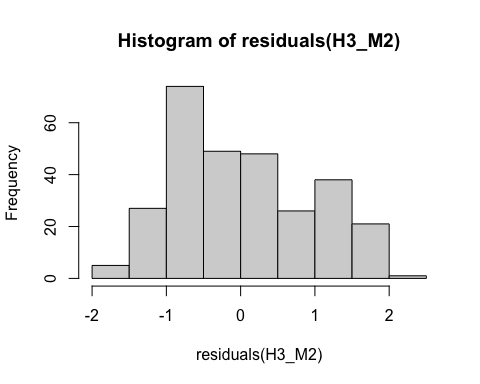 Histogram of residuals(H3_M2)
Frequency
60
40
20
0
-2 -1 0 1 2
residuals(H3_M2)